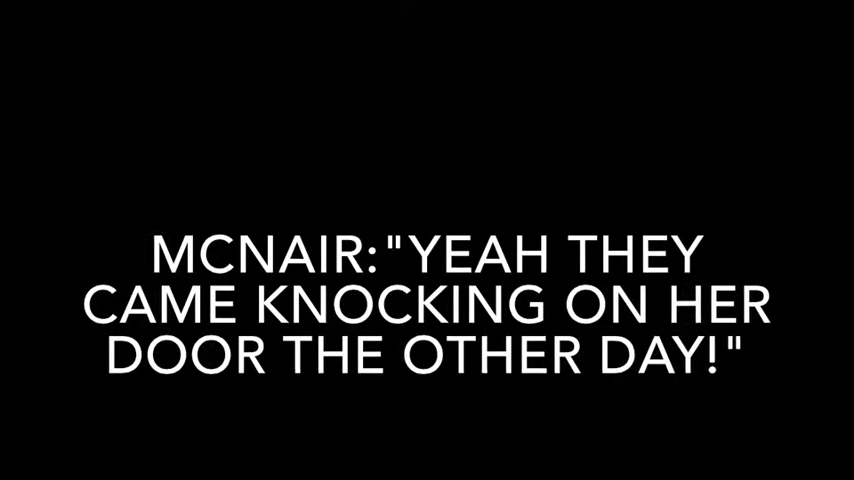 MCNAIR:"YEAH THEY
CAME KNOCKING ON HER
DOOR THE OTHER DAY!"